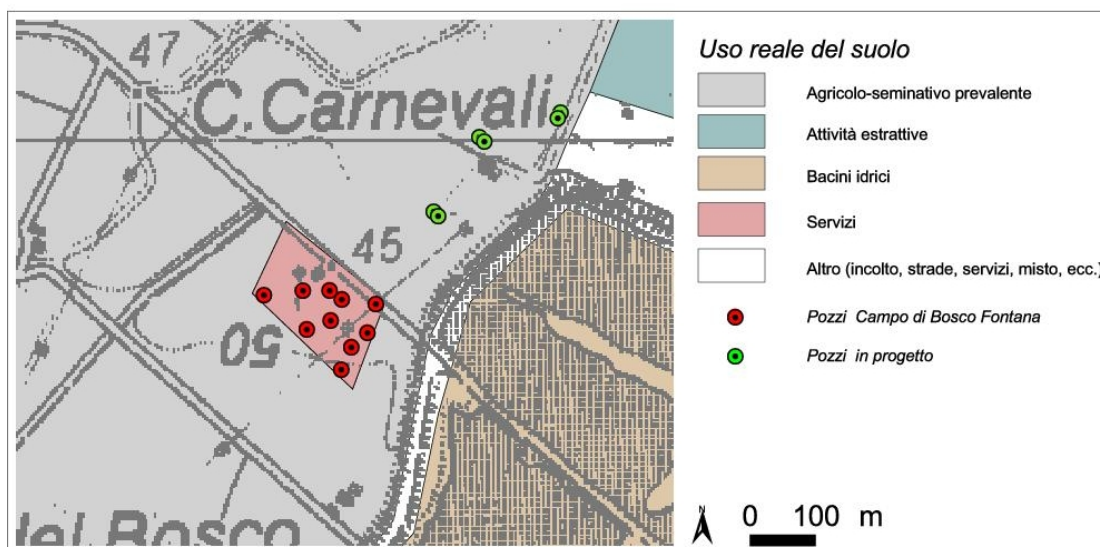 47
C.Carnevali
45
50
del Bosco
Uso reale del suolo
Agricolo-seminativo prevalente
Attività estrattive
Bacini idrici
Servizi
Altro (incolto, strade, servizi, misto, ecc.)
Pozzi Campo di Bosco Fontana
Pozzi in progetto
N
0 100 m